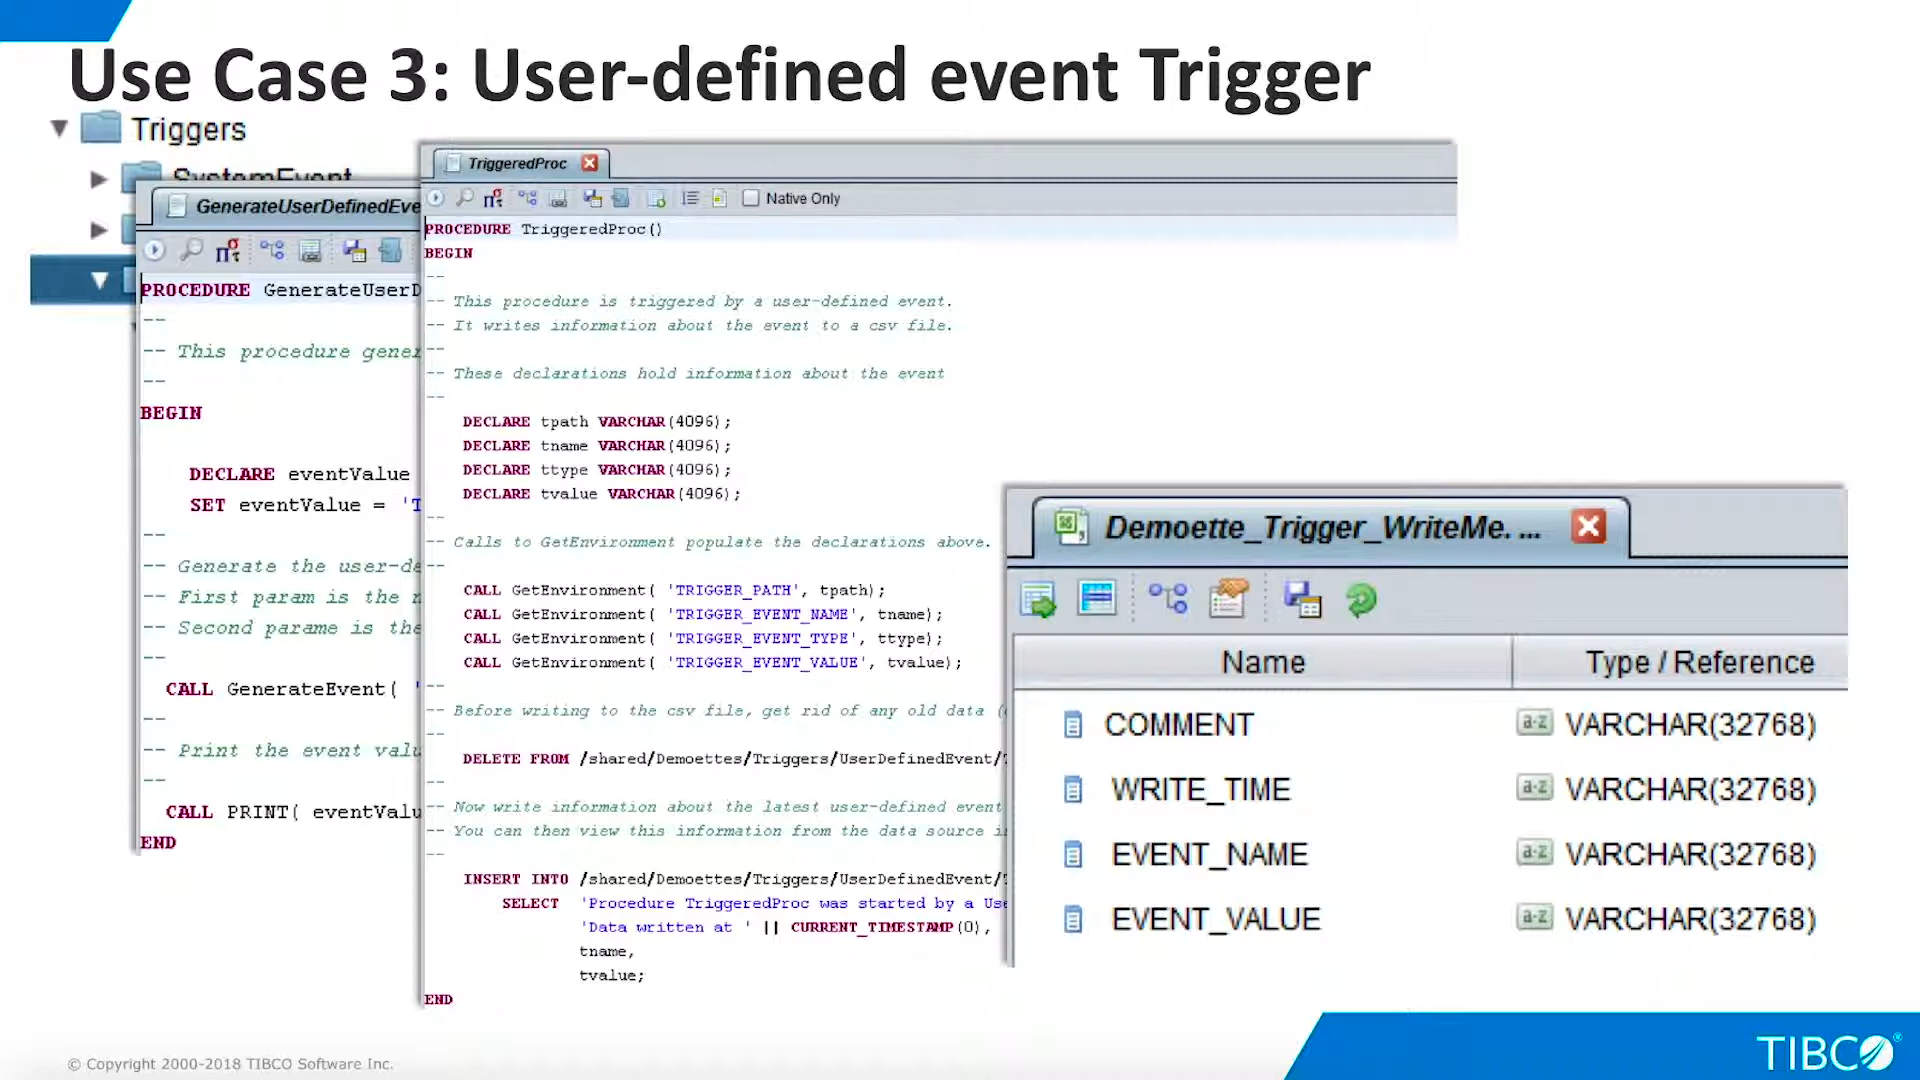 Use Case 3: User-defined event Trigger
Triggers
SystemEvent
GenerateUserDefinedEve
PROCEDURE GenerateUserD
--
-- This procedure gener
--
BEGIN
DECLARE eventValue
SET eventValue = 'T
--
-- Generate the user-de
-- First param is the n
-- Second parame is the
--
CALL GenerateEvent( '
--
-- Print the event valu
--
CALL PRINT( eventValu
END
TriggeredProc
Native Only
PROCEDURE TriggeredProc()
BEGIN
--
-- This procedure is triggered by a user-defined event.
-- It writes information about the event to a csv file.
--
-- These declarations hold information about the event
--
DECLARE tpath VARCHAR(4096);
DECLARE tname VARCHAR(4096);
DECLARE ttype VARCHAR(4096);
DECLARE tvalue VARCHAR(4096);
--
-- Calls to GetEnvironment populate the declarations above.
--
CALL GetEnvironment( 'TRIGGER_PATH', tpath);
CALL GetEnvironment( 'TRIGGER_EVENT_NAME', tname);
CALL GetEnvironment( 'TRIGGER_EVENT_TYPE', ttype);
CALL GetEnvironment( 'TRIGGER_EVENT_VALUE', tvalue);
--
-- Before writing to the csv file, get rid of any old data (
--
DELETE FROM /shared/Demoettes/Triggers/UserDefinedEvent/T
--
-- Now write information about the latest user-defined event
-- You can then view this information from the data source i
--
INSERT INTO /shared/Demoettes/Triggers/UserDefinedEvent/T
SELECT 'Procedure TriggeredProc was started by a Use
'Data written at ' || CURRENT_TIMESTAMP(0),
tname,
tvalue;
END
Demoette_Trigger_WriteMe. ...
Name Type / Reference
COMMENT VARCHAR(32768)
WRITE_TIME VARCHAR(32768)
EVENT_NAME VARCHAR(32768)
EVENT_VALUE VARCHAR(32768)
© Copyright 2000-2018 TIBCO Software Inc.
TIBCO®